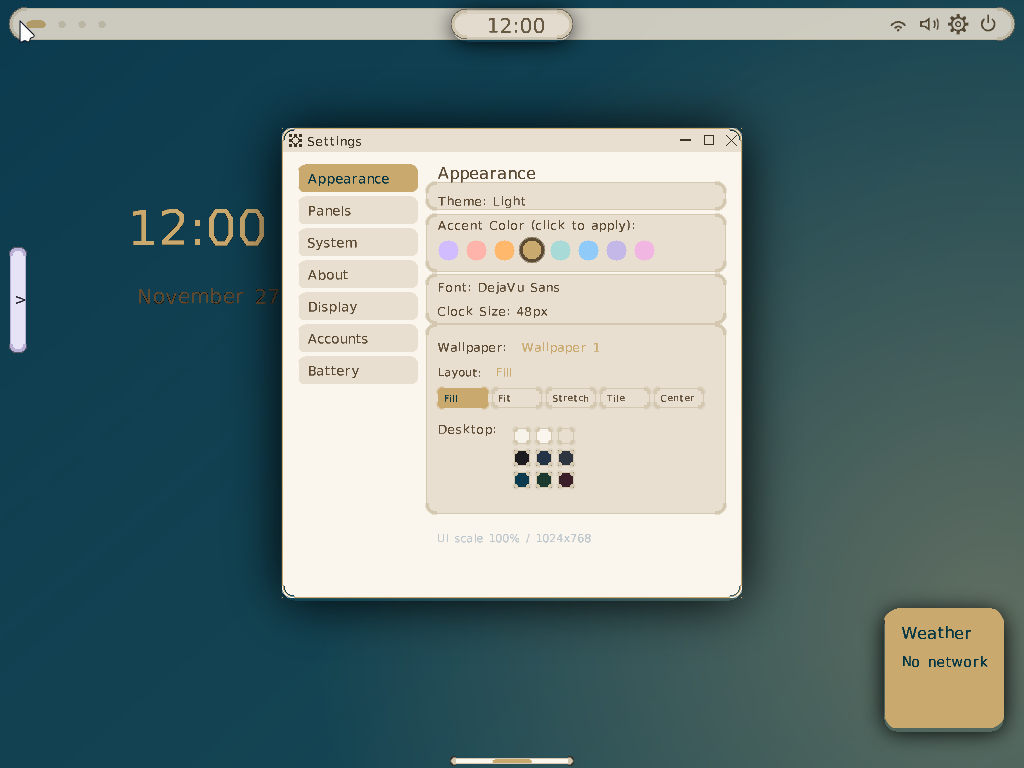 12:00
Settings
Appearance
Panels
System
About
Display
Accounts
Battery
Appearance
Theme: Light
Accent Color (click to apply):
Font: DejaVu Sans
Clock Size: 48px
Wallpaper: Wallpaper 1
Layout: Fill
Fill Fit Stretch Tile Center
Desktop:
UI scale 100% / 1024x768
12:00
November 27
>
Weather
No network